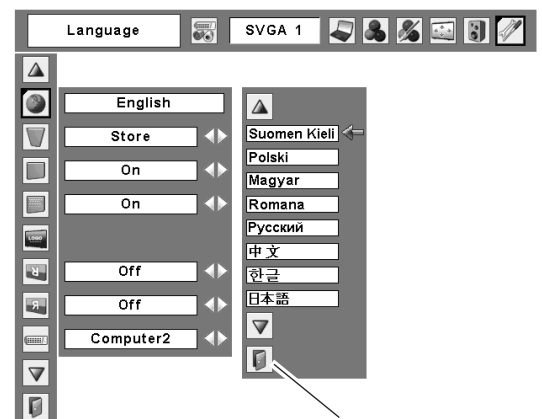 Language
SVGA 1
English
Store
On
On
LOGO
Off
Off
Computer2
Suomen Kieli
Polski
Magyar
Romana
Русский
中文
한글
日本語